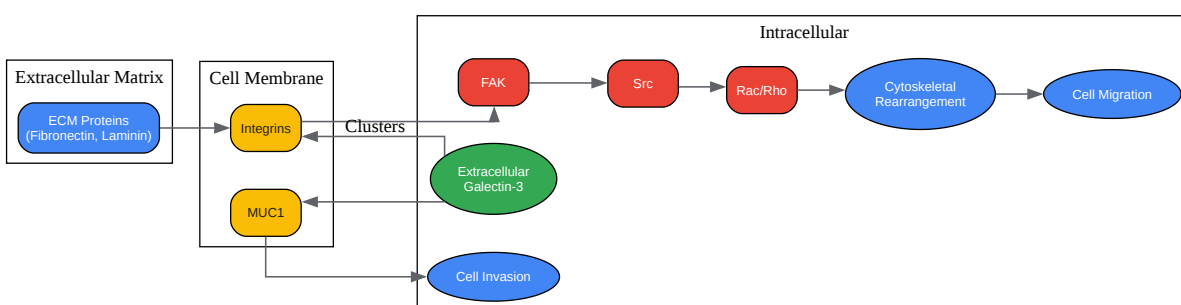 Intracellular
Extracellular Matrix
Cell Membrane
ECM Proteins
(Fibronectin, Laminin)
Integrins
Clusters
FAK
Src
Rac/Rho
Cytoskeletal
Rearrangement
Cell Migration
Extracellular
Galectin-3
MUC1
Cell Invasion